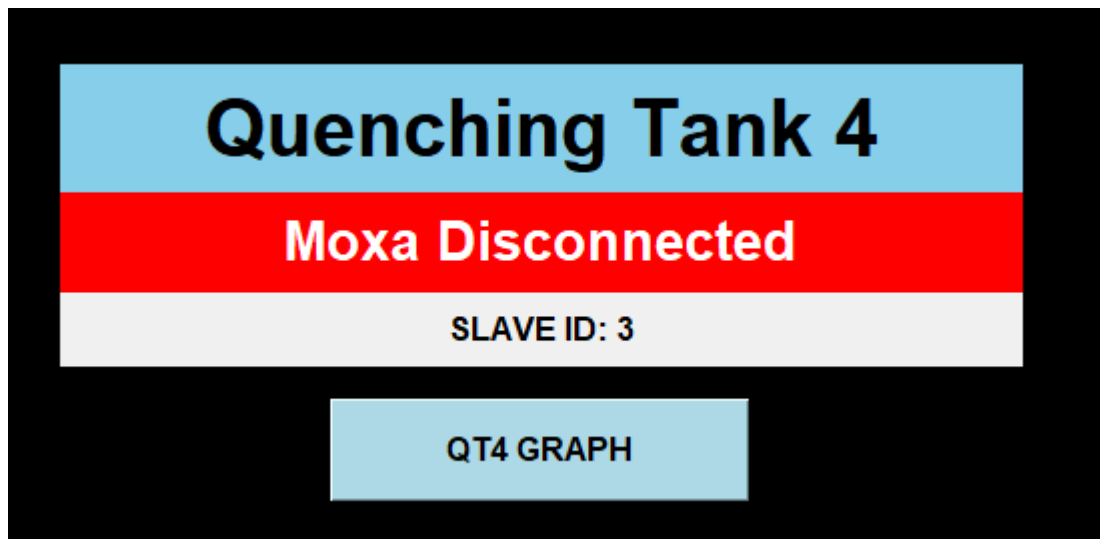 Quenching Tank 4
Moxa Disconnected
SLAVE ID: 3
QT4 GRAPH